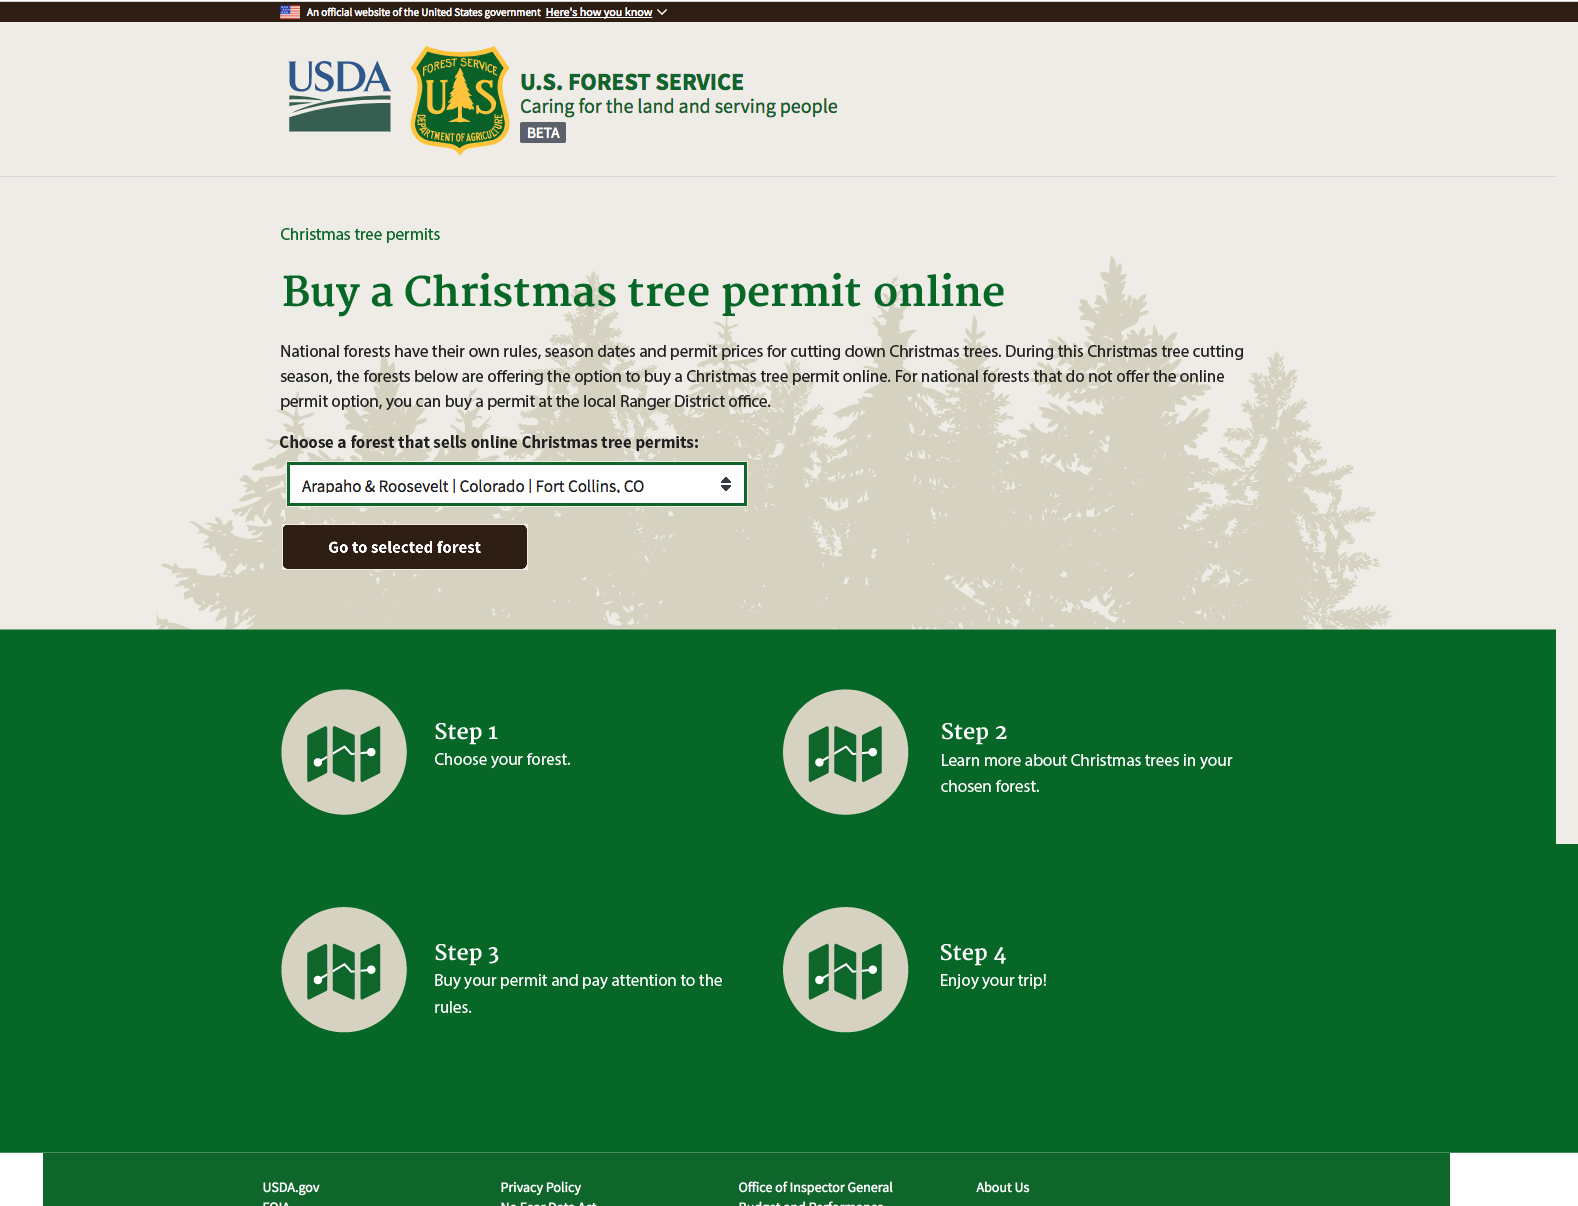 An official website of the United States government Here's how you know
USDA
FOREST SERVICE
U S
DEPARTMENT OF AGRICULTURE
U.S. FOREST SERVICE
Caring for the land and serving people
BETA
Christmas tree permits
Buy a Christmas tree permit online
National forests have their own rules, season dates and permit prices for cutting down Christmas trees. During this Christmas tree cutting
season, the forests below are offering the option to buy a Christmas tree permit online. For national forests that do not offer the online
permit option, you can buy a permit at the local Ranger District office.
Choose a forest that sells online Christmas tree permits:
Arapaho & Roosevelt | Colorado | Fort Collins, CO
Go to selected forest
Step 1
Choose your forest.
Step 2
Learn more about Christmas trees in your
chosen forest.
Step 3
Buy your permit and pay attention to the
rules.
Step 4
Enjoy your trip!
USDA.gov
Privacy Policy
Office of Inspector General
About Us
FOIA
No Fear Data Act
Budget and Performance